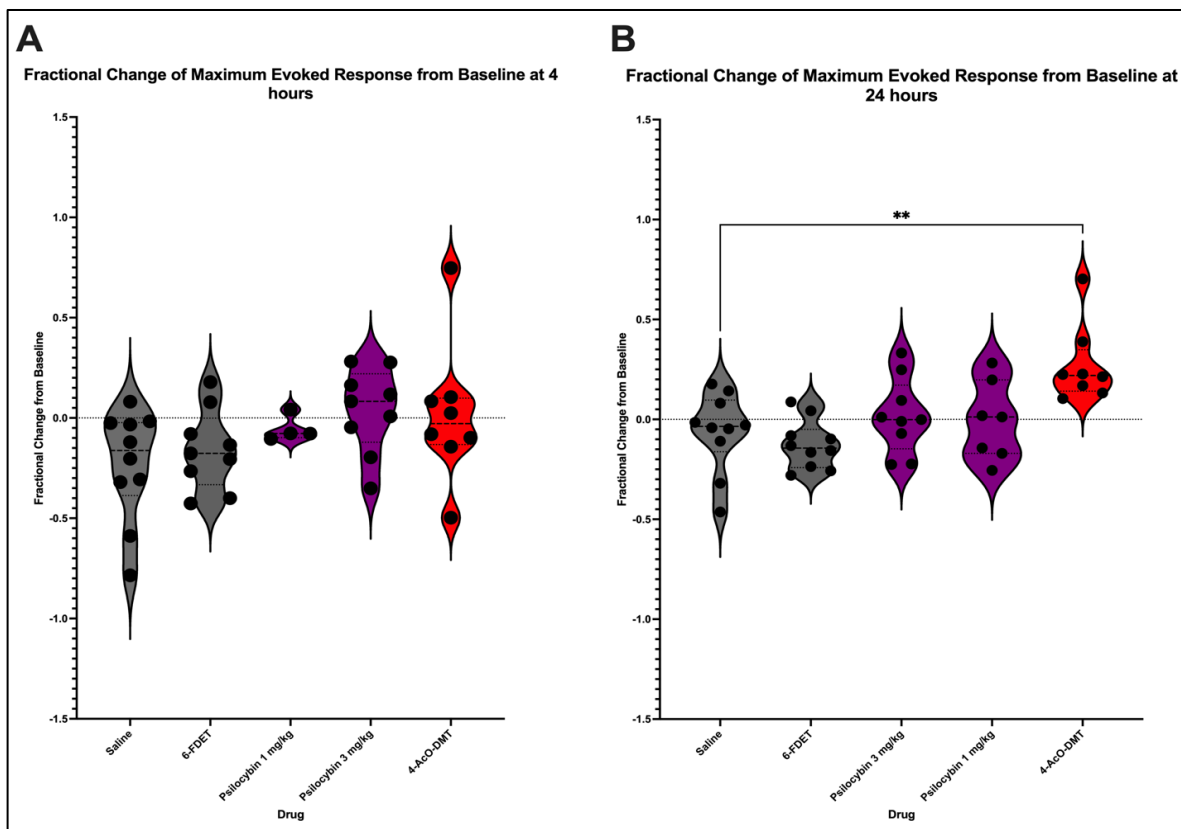 A
Fractional Change of Maximum Evoked Response from Baseline at 4
hours
Fractional Change from Baseline
1.5
1.0
0.5
0.0
-0.5
-1.0
-1.5
Saline
6-FDET
Psilocybin 1 mg/kg
Psilocybin 3 mg/kg
4-AcO-DMT
Drug
B
Fractional Change of Maximum Evoked Response from Baseline at
24 hours
Fractional Change from Baseline
1.5
1.0
0.5
0.0
-0.5
-1.0
-1.5
**
Saline
6-FDET
Psilocybin 3 mg/kg
Psilocybin 1 mg/kg
4-AcO-DMT
Drug